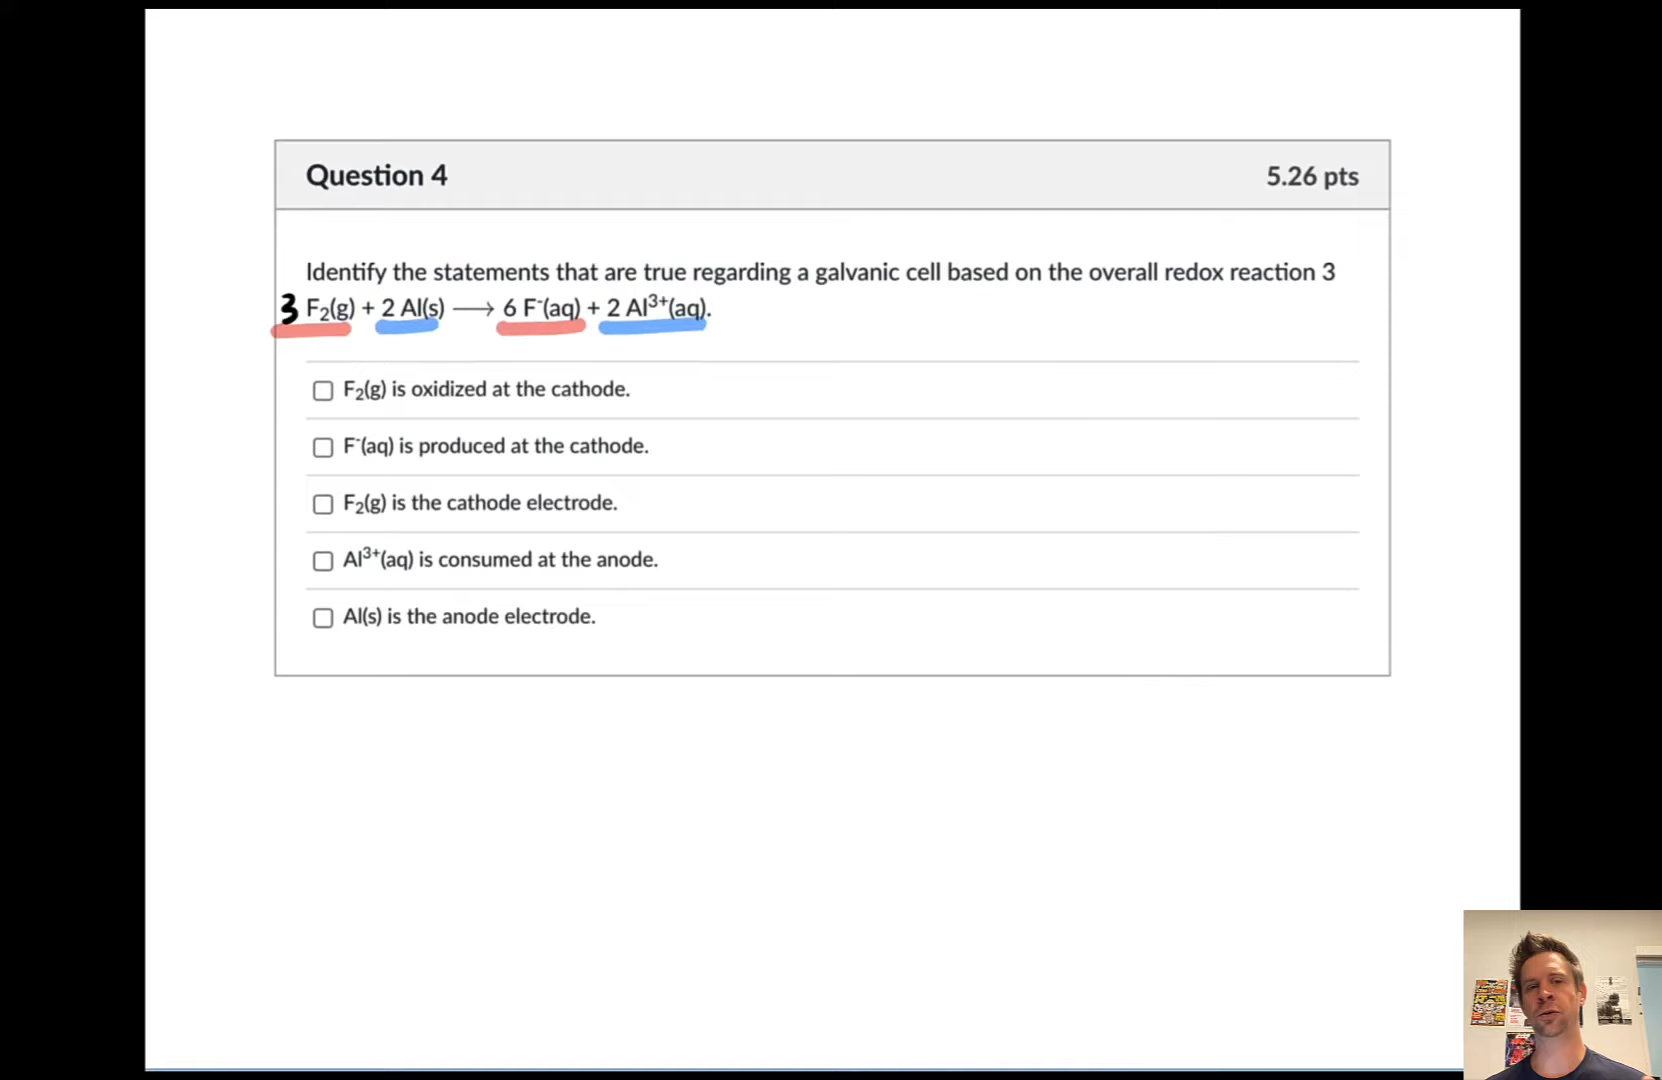 Question 4
5.26 pts
Identify the statements that are true regarding a galvanic cell based on the overall redox reaction 3
3 F₂(g) + 2 Al(s) ⟶ 6 F⁻(aq) + 2 Al³⁺(aq).
F₂(g) is oxidized at the cathode.
F⁻(aq) is produced at the cathode.
F₂(g) is the cathode electrode.
Al³⁺(aq) is consumed at the anode.
Al(s) is the anode electrode.